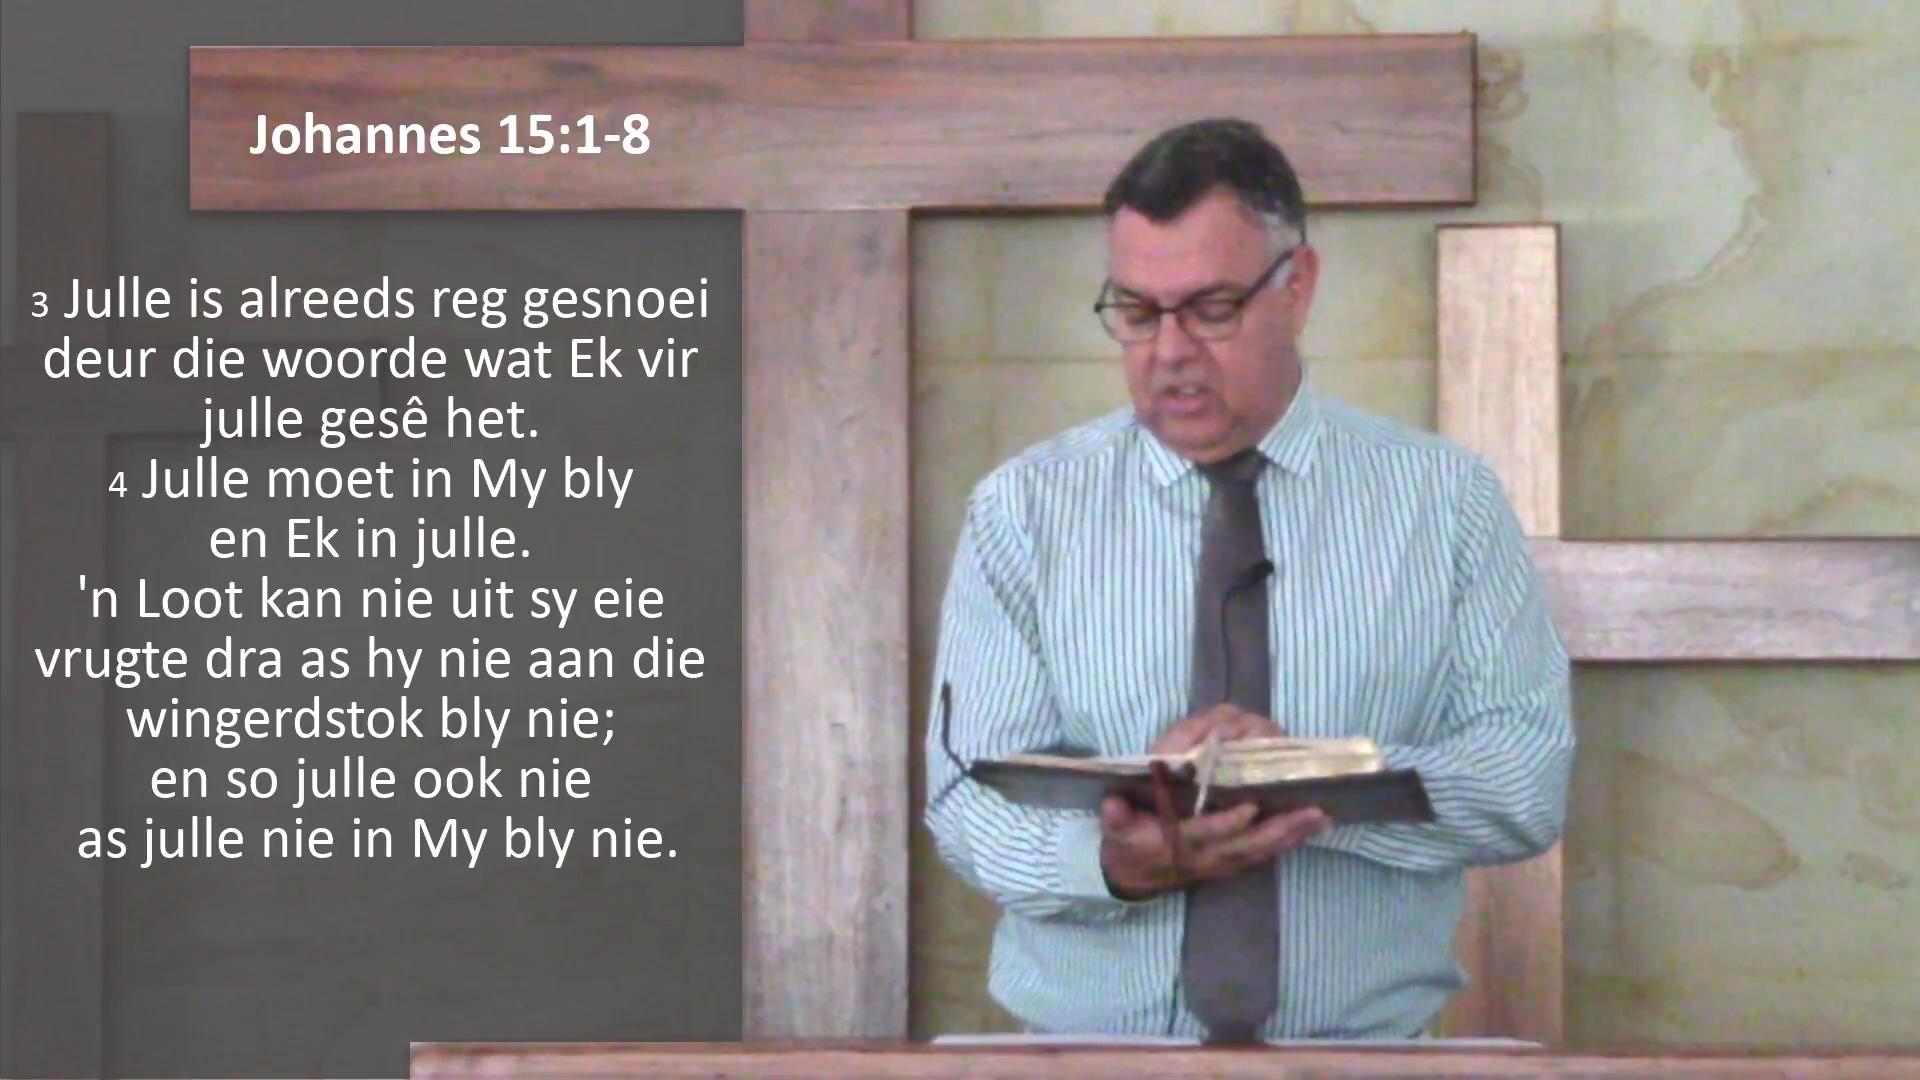 Johannes 15:1-8
3 Julle is alreeds reg gesnoei
deur die woorde wat Ek vir
julle gesê het.
4 Julle moet in My bly
en Ek in julle.
'n Loot kan nie uit sy eie
vrugte dra as hy nie aan die
wingerdstok bly nie;
en so julle ook nie
as julle nie in My bly nie.